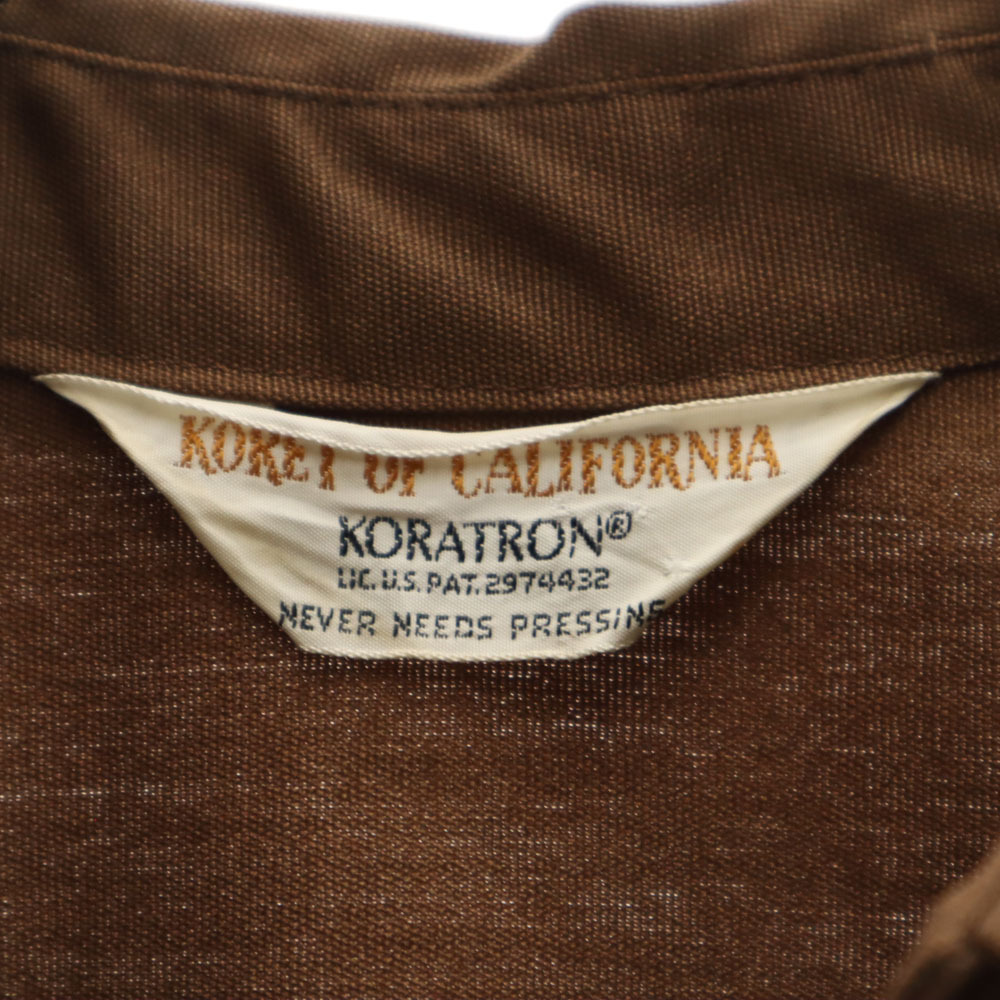 KORET OF CALIFORNIA
KORATRON®
LIC. U.S. PAT. 2974432
NEVER NEEDS PRESSING